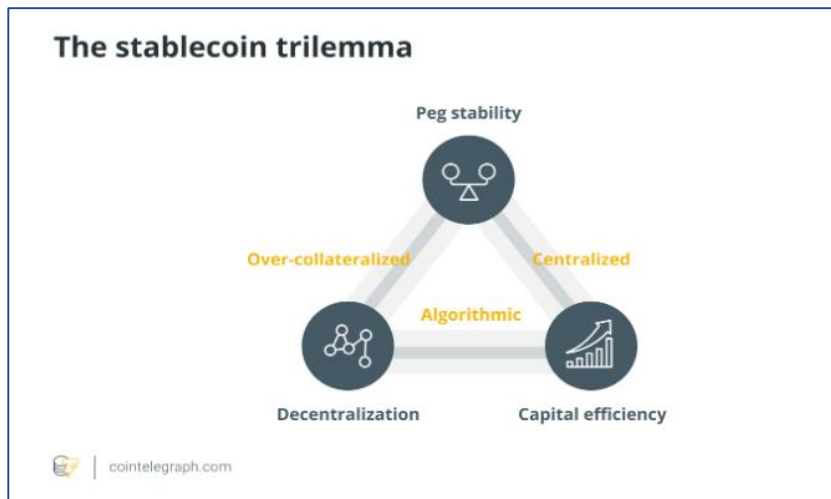 The stablecoin trilemma
Peg stability
Over-collateralized
Centralized
Algorithmic
Decentralization
Capital efficiency
cointelegraph.com